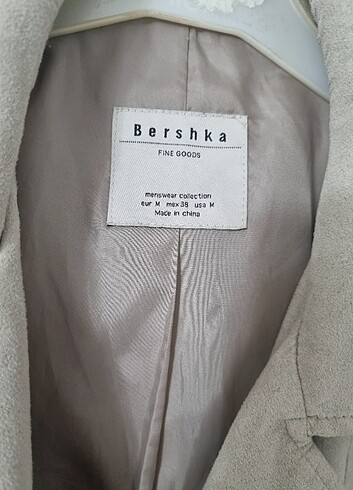 Bershka
FINE GOODS
menswear collection
eur M mex 38 usa M
Made in china